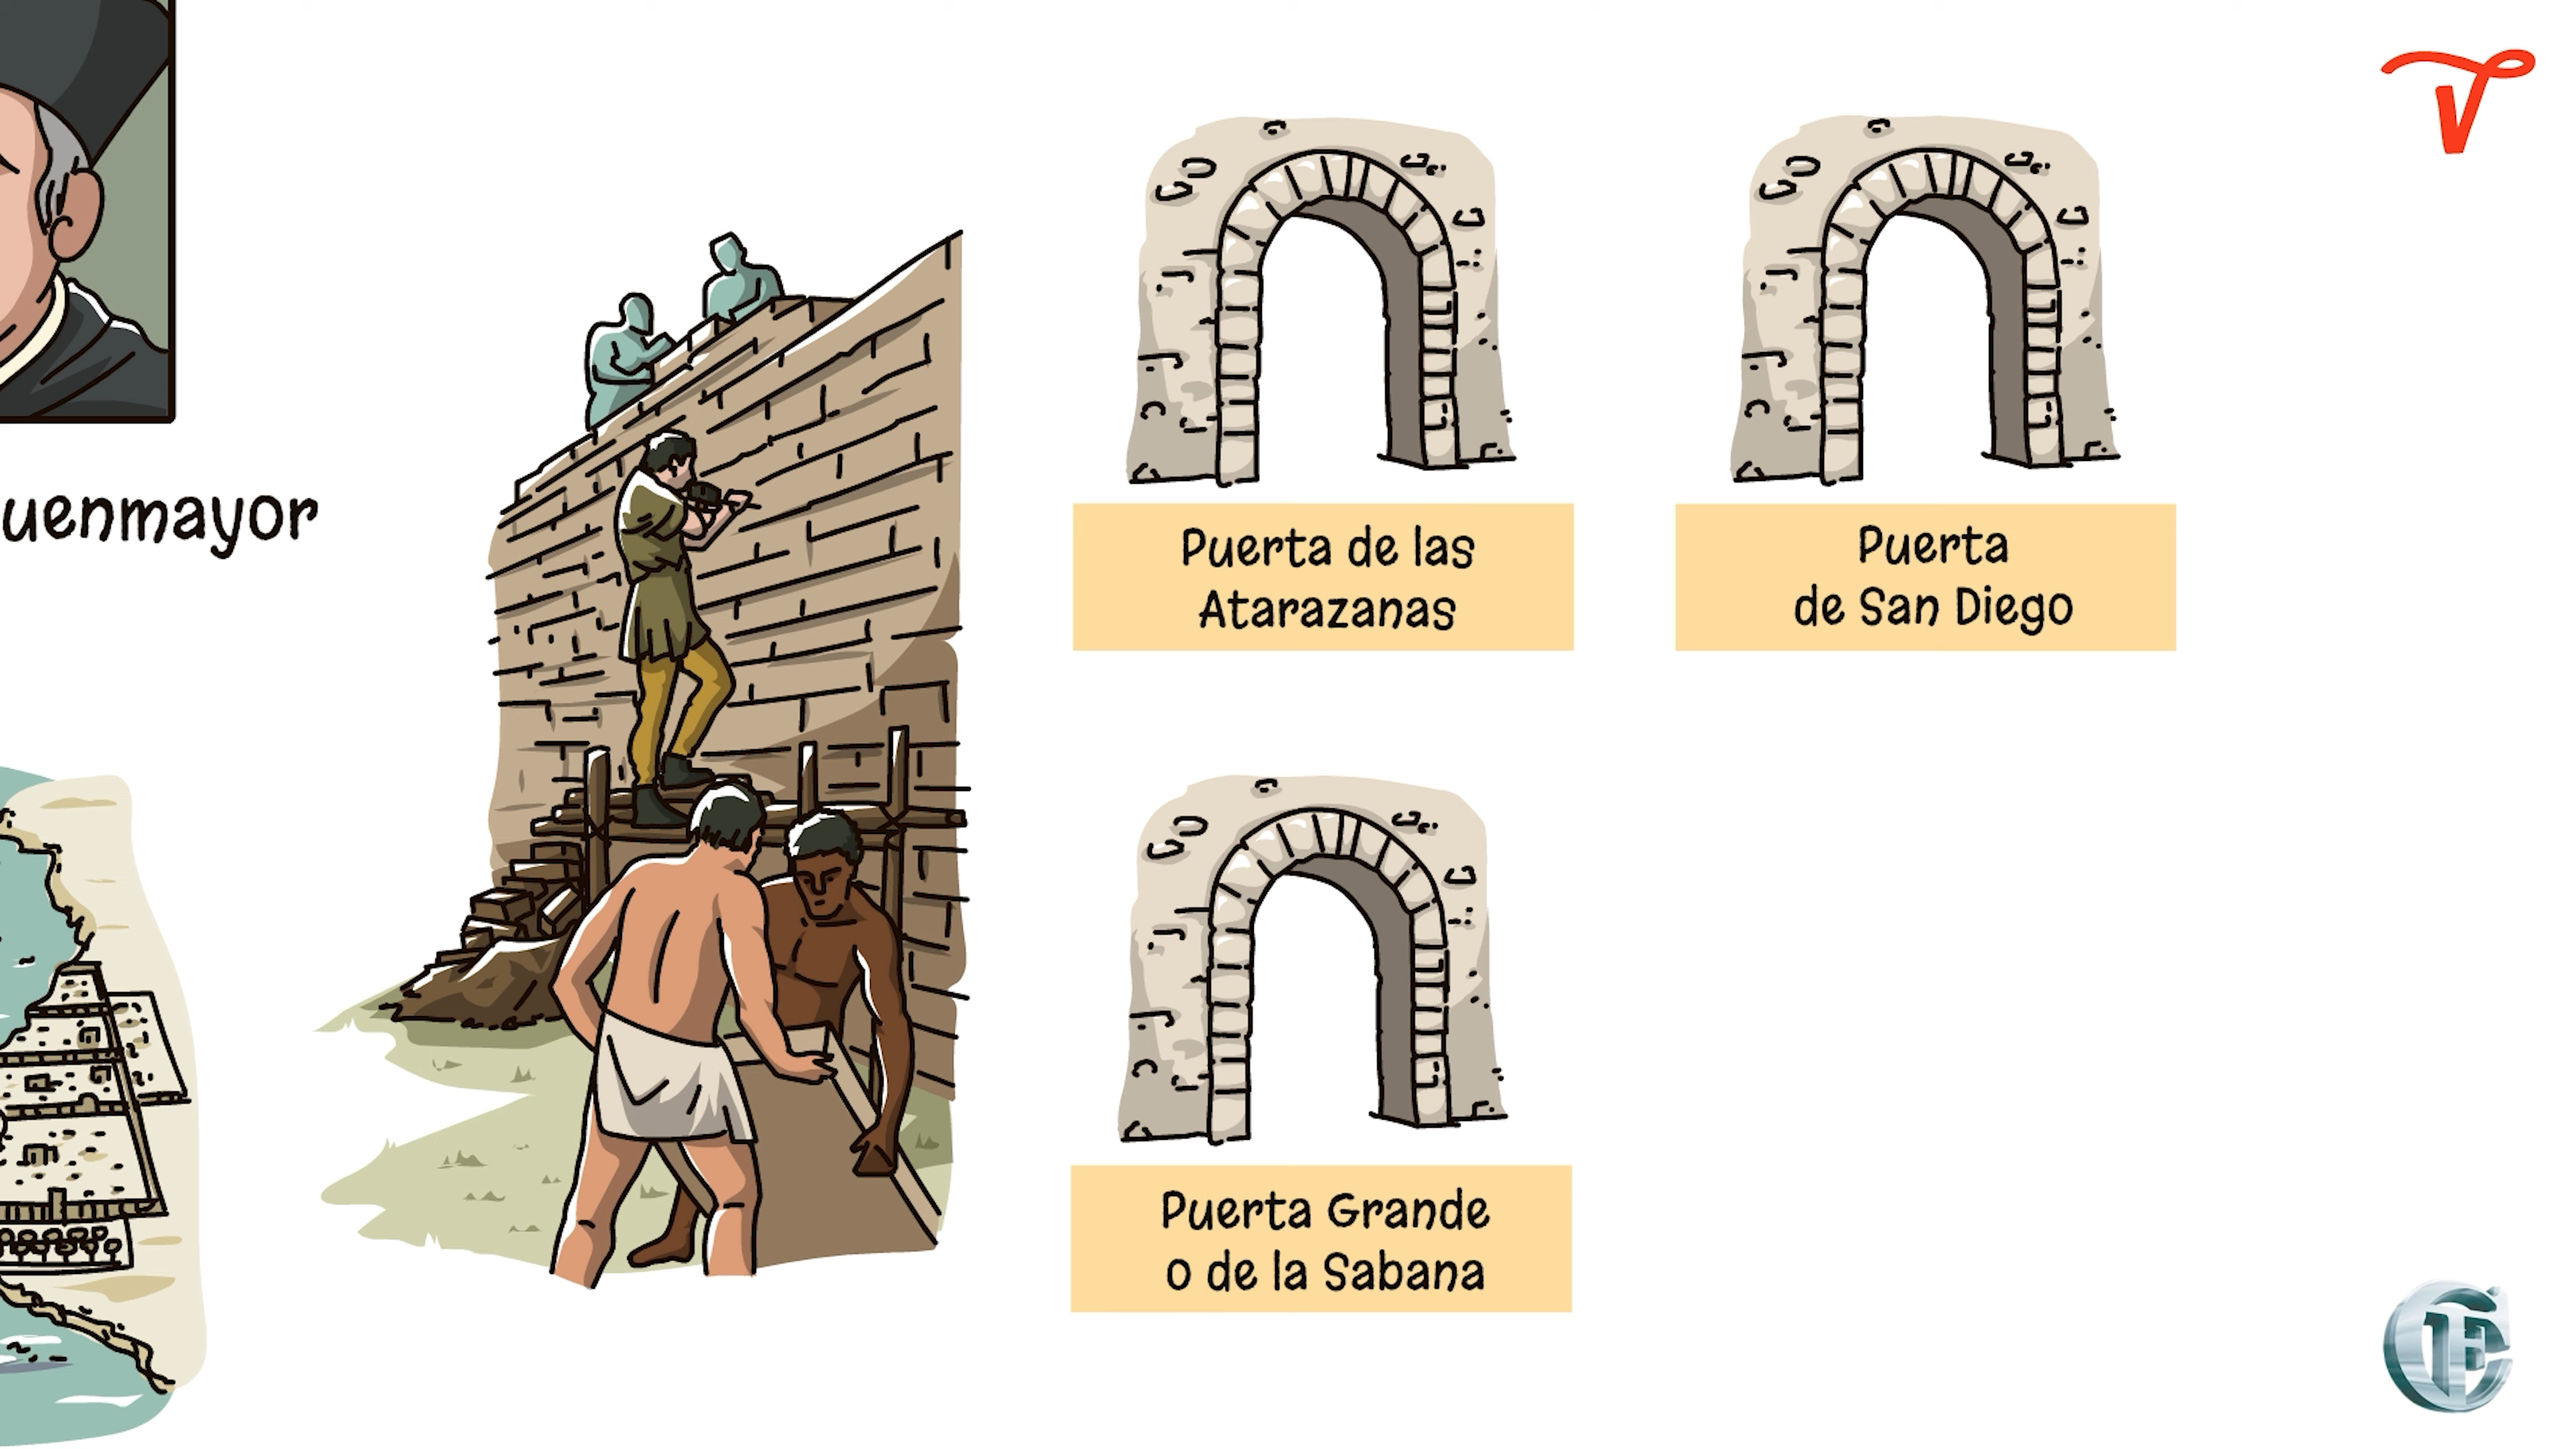 uenmayor
Puerta de las
Atarazanas
Puerta
de San Diego
Puerta Grande
o de la Sabana